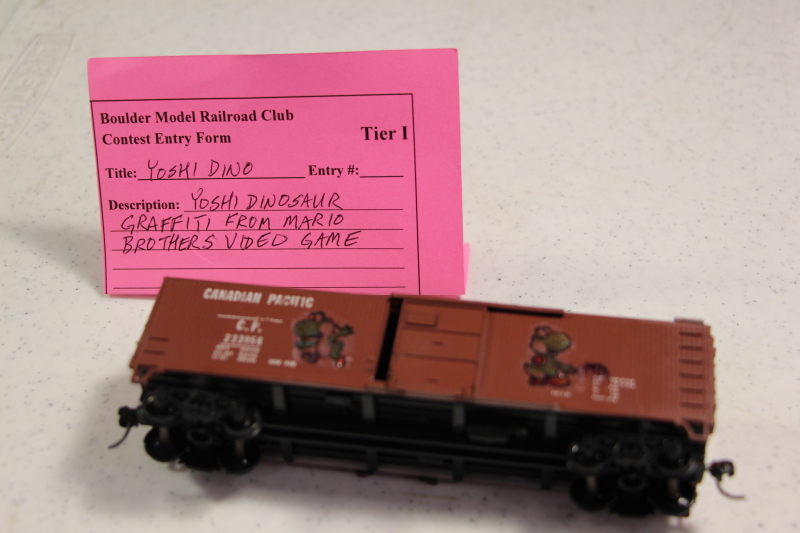 Boulder Model Railroad Club
Contest Entry Form
Tier I
Title: YOSHI DINO Entry #:
Description: YOSHI DINOSAUR
GRAFFITI FROM MARIO
BROTHERS VIDEO GAME
CANADIAN PACIFIC
C.P.